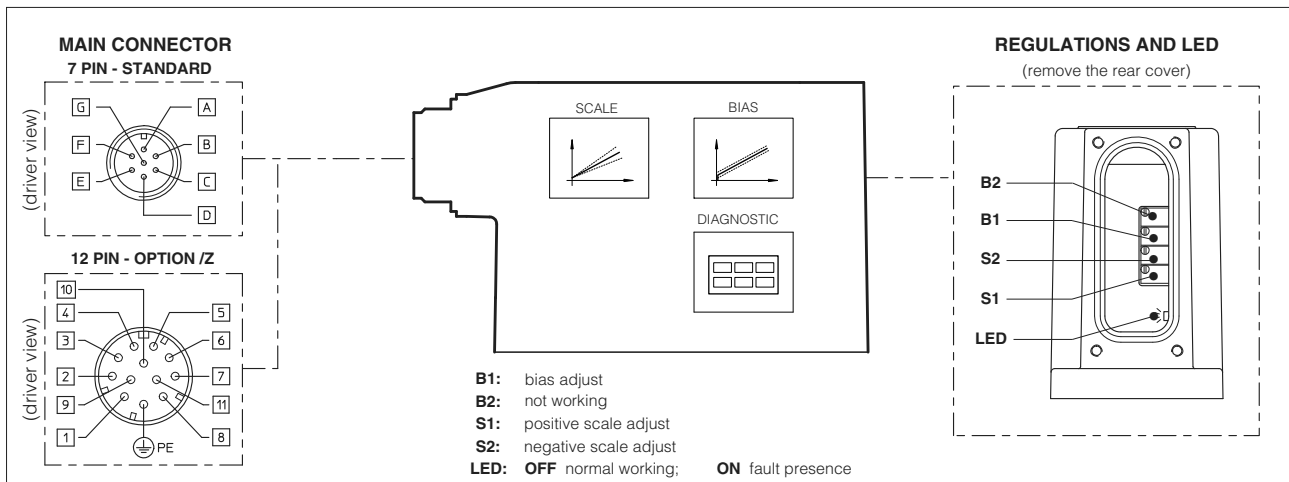 MAIN CONNECTOR
7 PIN - STANDARD
(driver view)
G
A
F
B
E
C
D
12 PIN - OPTION /Z
(driver view)
10
4
5
3
6
2
7
9
11
1
8
PE
SCALE
BIAS
DIAGNOSTIC
B1: bias adjust
B2: not working
S1: positive scale adjust
S2: negative scale adjust
LED: OFF normal working; ON fault presence
REGULATIONS AND LED
(remove the rear cover)
B2
B1
S2
S1
LED